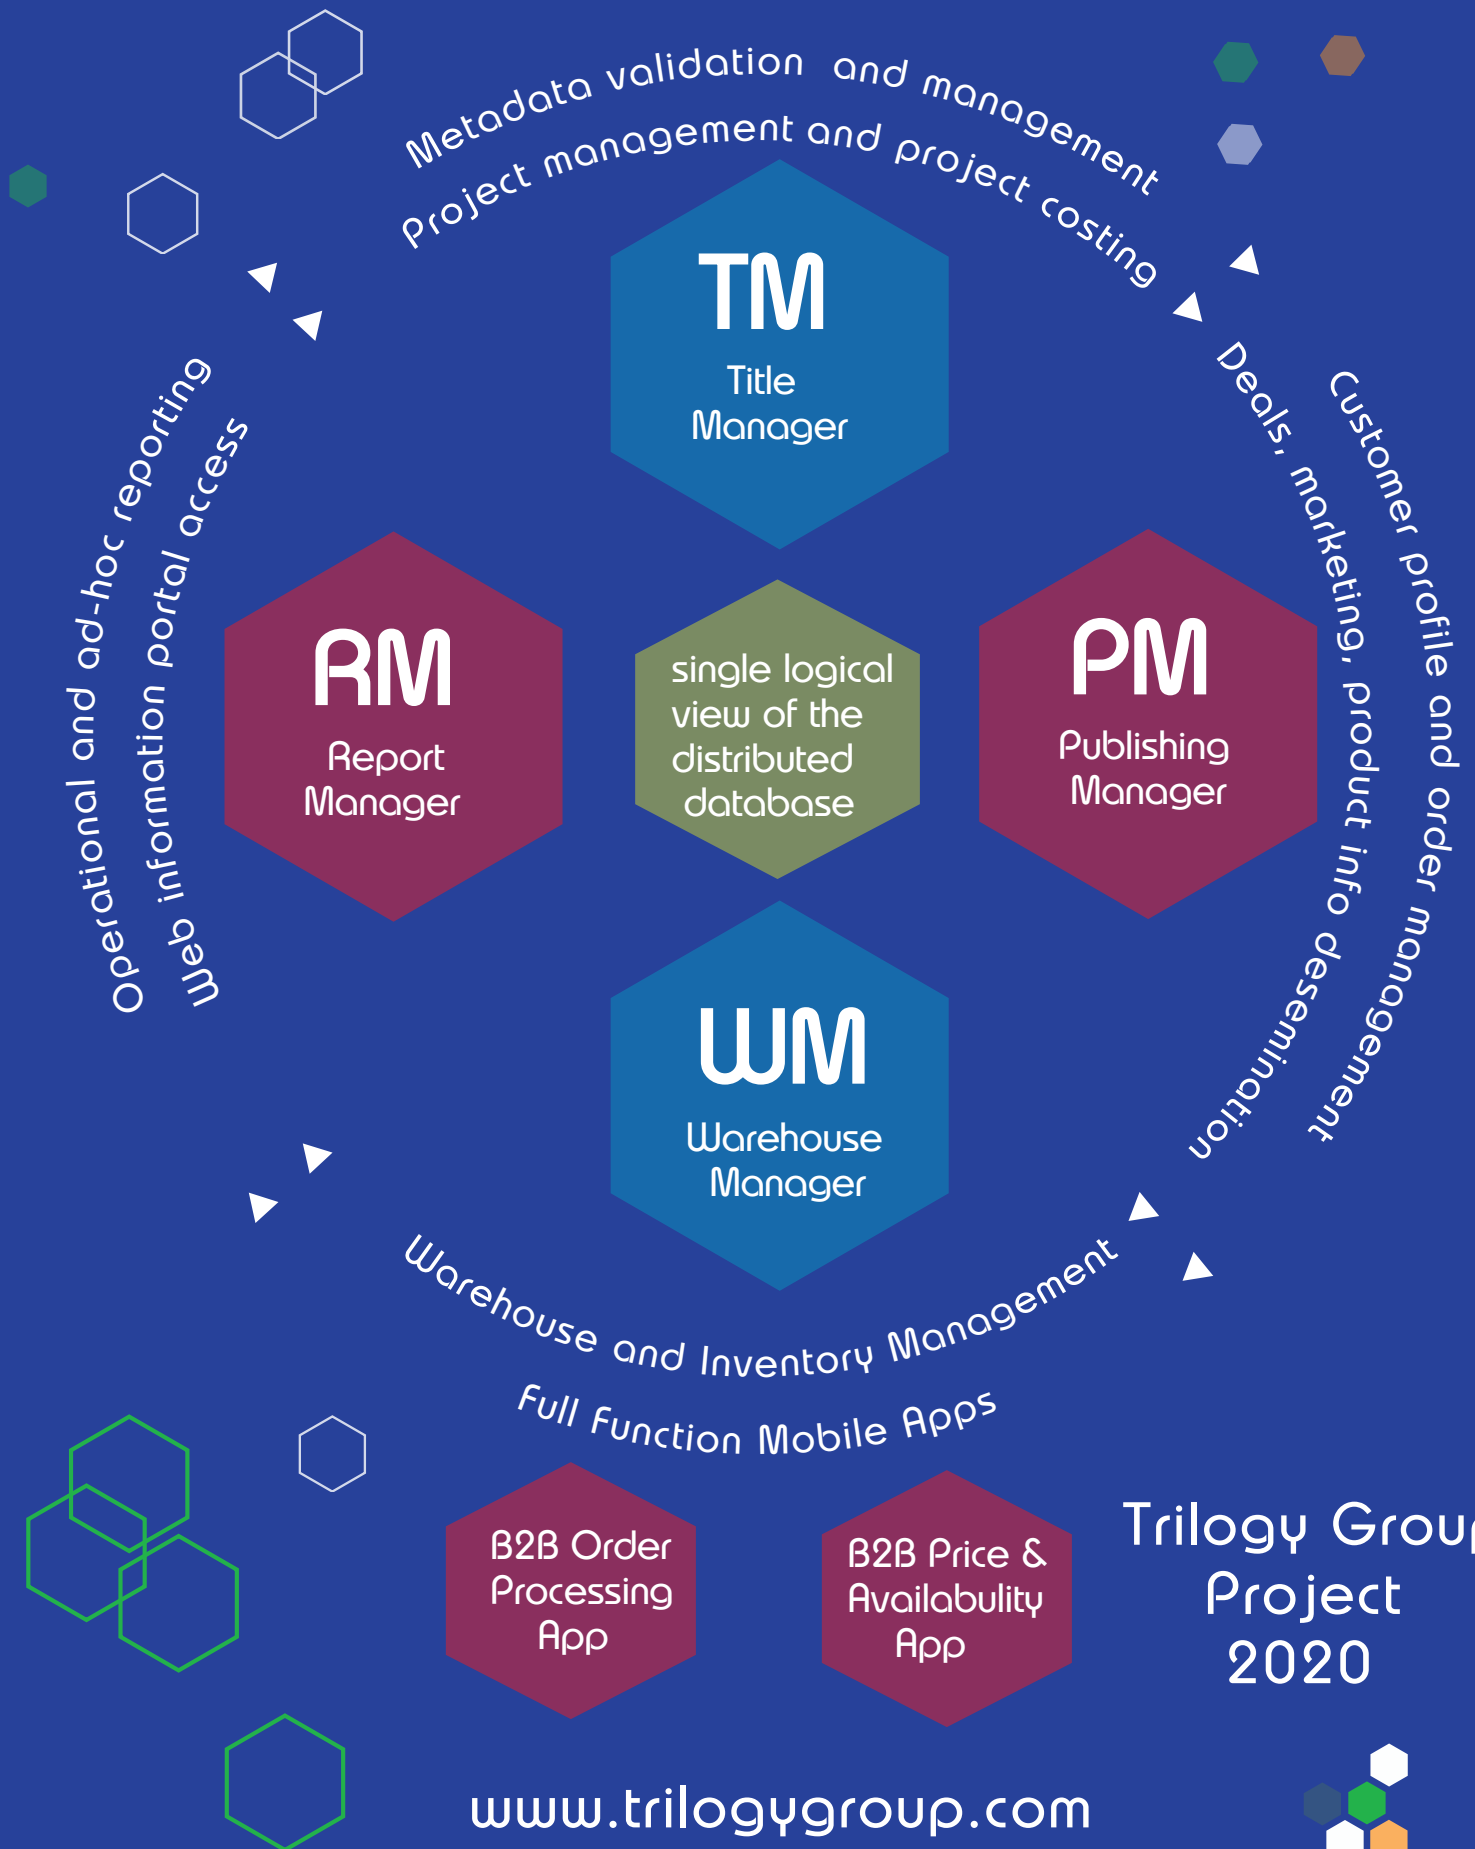 Metadata validation and management
Project management and project costing
TM
Title
Manager
Operational and ad-hoc reporting
Web information portal access
Deals, marketing, product info desemination
Customer profile and order management
RM
Report
Manager
single logical
view of the
distributed
database
PM
Publishing
Manager
WM
Warehouse
Manager
Warehouse and Inventory Management
Full Function Mobile Apps
B2B Order
Processing
App
B2B Price &
Availabulity
App
Trilogy Group
Project
2020
www.trilogygroup.com